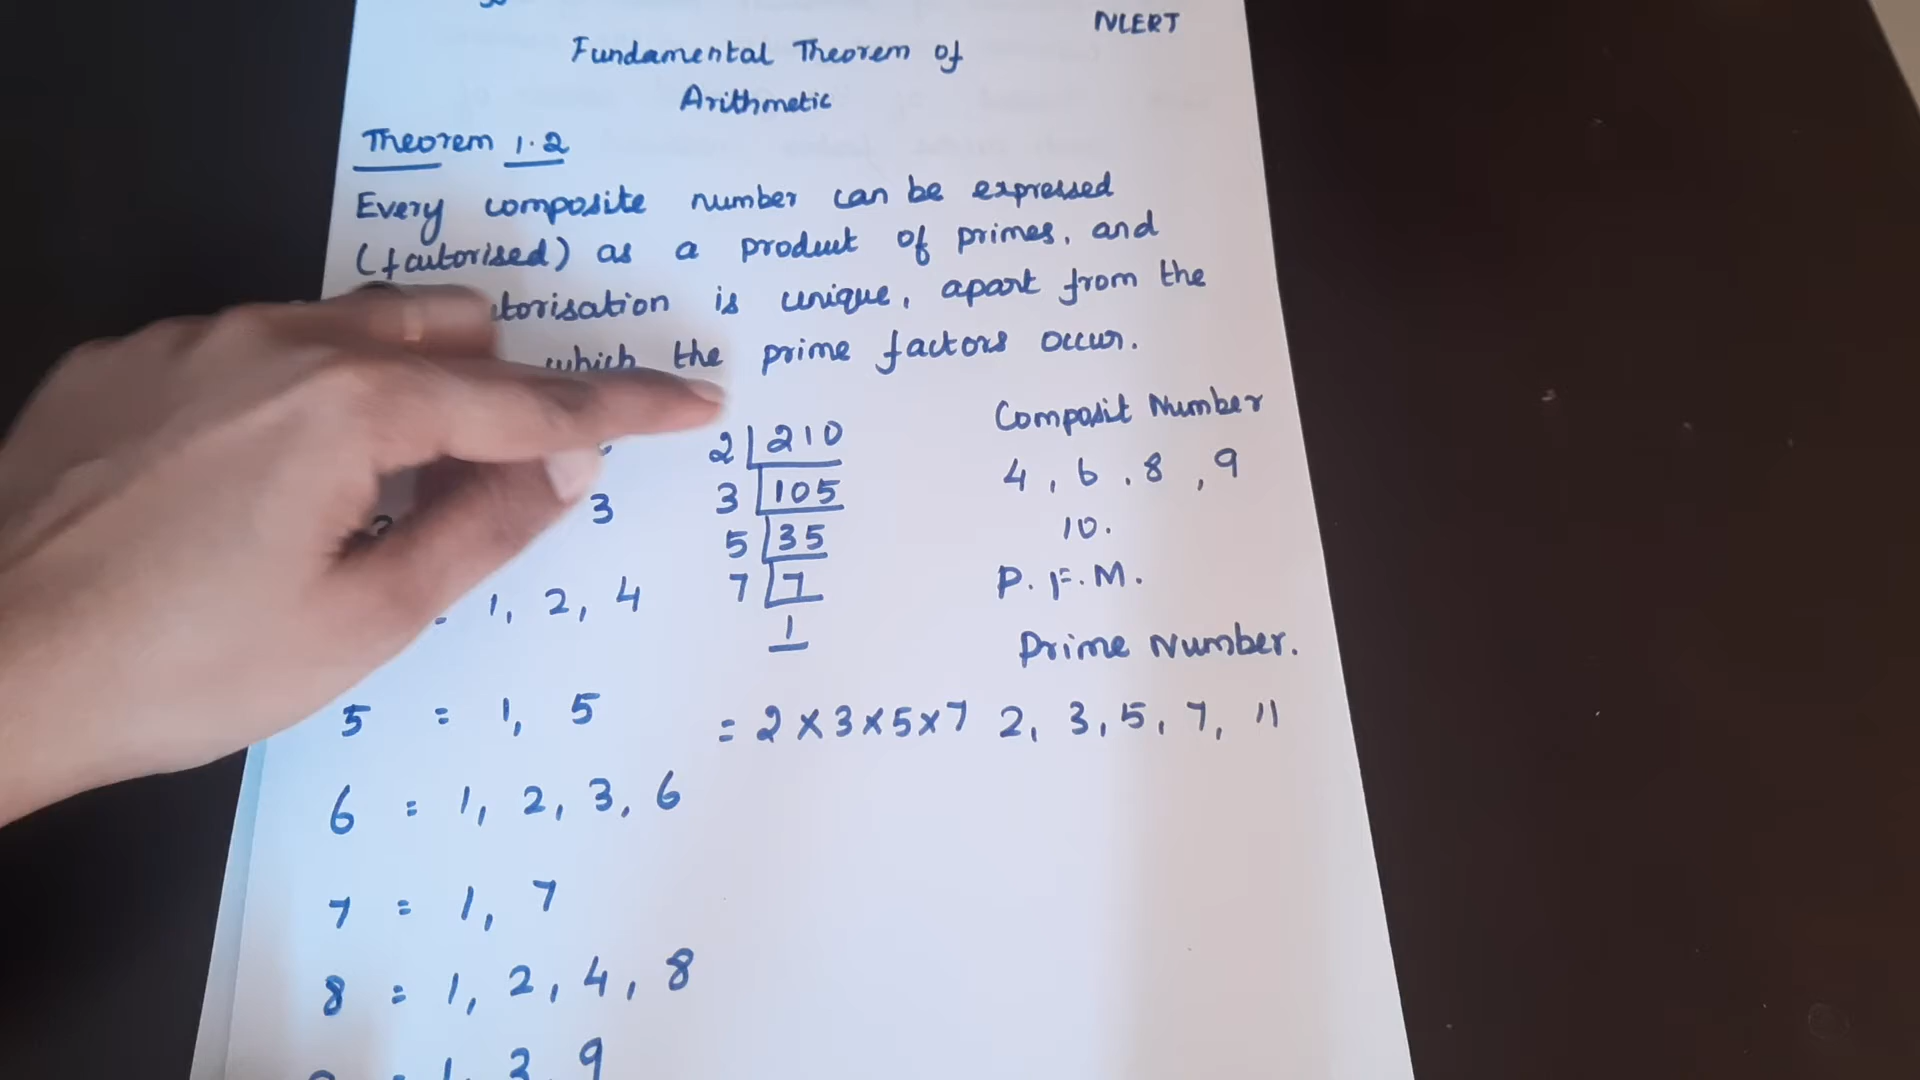 NCERT
Fundamental Theorem of
Arithmetic
Theorem 1.2
Every composite number can be expressed
(factorised) as a product of primes, and
torisation is unique, apart from the
which the prime factors occur.
2 210
3 105
5 35
7 7
1
= 2 × 3 × 5 × 7
Composit Number
4, 6, 8, 9
10.
P.F.M.
Prime Number.
2, 3, 5, 7, 11
3
1, 2, 4
5 = 1, 5
6 = 1, 2, 3, 6
7 = 1, 7
8 = 1, 2, 4, 8
= 1, 3, 9